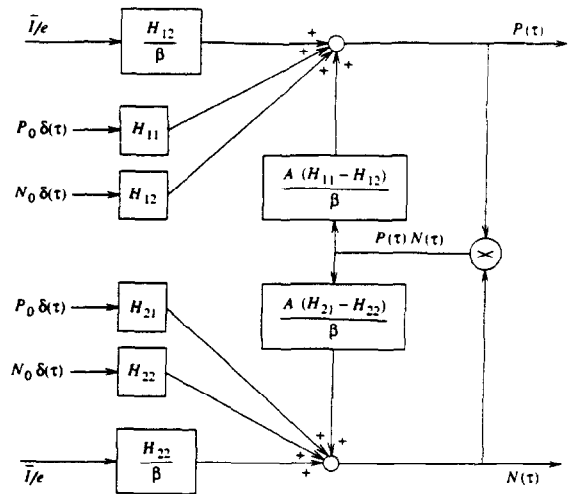 Ī/e
H₁₂
β
P(τ)
P₀ δ(τ)
H₁₁
N₀ δ(τ)
H₁₂
A (H₁₁ − H₁₂)
β
P(τ) N(τ)
×
P₀ δ(τ)
H₂₁
A (H₂₁ − H₂₂)
β
N₀ δ(τ)
H₂₂
Ī/e
H₂₂
β
N(τ)
+
+
+
+
+
+
+
+